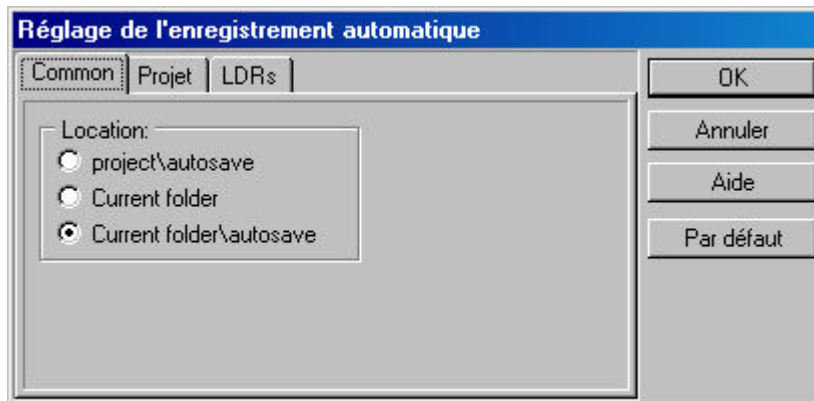 Réglage de l'enregistrement automatique
Common Projet LDRs
Location:
project\autosave
Current folder
Current folder\autosave
OK
Annuler
Aide
Par défaut